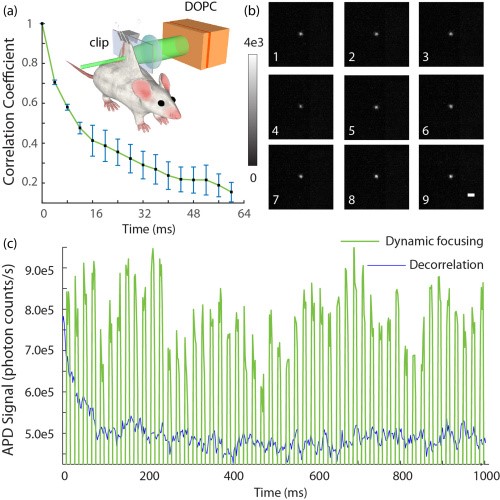 (a)
DOPC
clip
Correlation Coefficient
1
0.8
0.6
0.4
0.2
0 16 32 48 64
Time (ms)
(b)
4e3
0
1 2 3
4 5 6
7 8 9
(c)
Dynamic focusing
Decorrelation
APD Signal (photon counts/s)
9.0e5
8.0e5
7.0e5
6.0e5
5.0e5
0 200 400 600 800 1000
Time (ms)